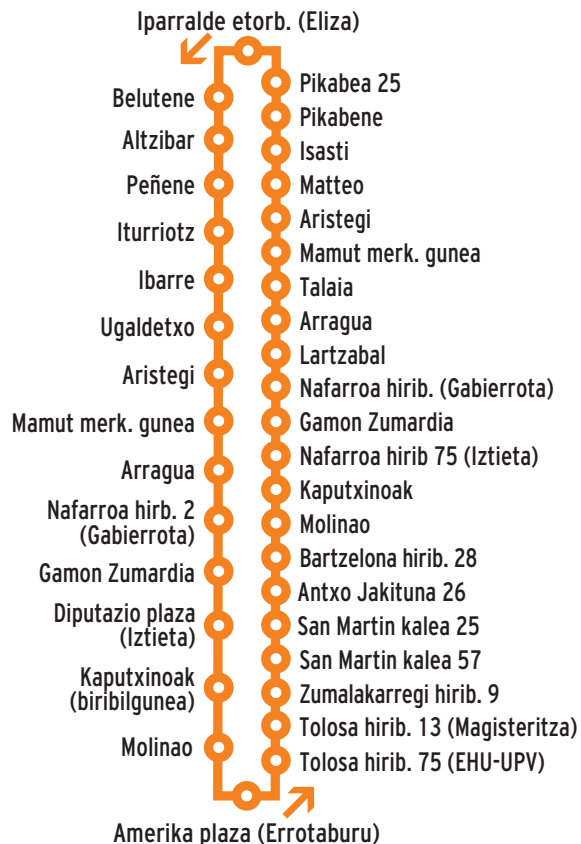 Iparralde etorb. (Eliza)
Belutene
Altzibar
Peñene
Iturriotz
Ibarre
Ugaldetxo
Aristegi
Mamut merk. gunea
Arragua
Nafarroa hirb. 2
(Gabierrota)
Gamon Zumardia
Diputazio plaza
(Iztieta)
Kaputxinoak
(biribilgunea)
Molinao
Pikabea 25
Pikabene
Isasti
Matteo
Aristegi
Mamut merk. gunea
Talaia
Arragua
Lartzabal
Nafarroa hirib. (Gabierrota)
Gamon Zumardia
Nafarroa hirib 75 (Iztieta)
Kaputxinoak
Molinao
Bartzelona hirib. 28
Antxo Jakituna 26
San Martin kalea 25
San Martin kalea 57
Zumalakarregi hirib. 9
Tolosa hirib. 13 (Magisteritza)
Tolosa hirib. 75 (EHU-UPV)
Amerika plaza (Errotaburu)